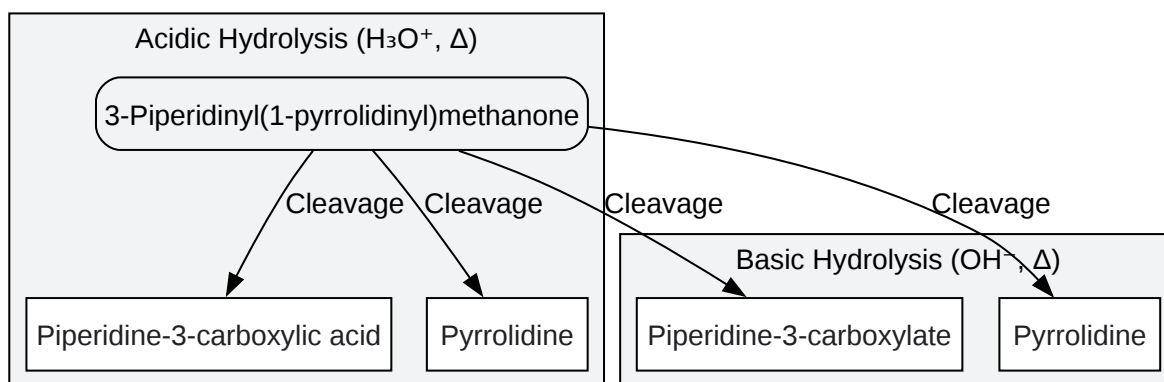 Acidic Hydrolysis (H₃O⁺, Δ)
3-Piperidinyl(1-pyrrolidinyl)methanone
Cleavage
Cleavage
Cleavage
Cleavage
Basic Hydrolysis (OH⁻, Δ)
Piperidine-3-carboxylic acid
Pyrrolidine
Piperidine-3-carboxylate
Pyrrolidine